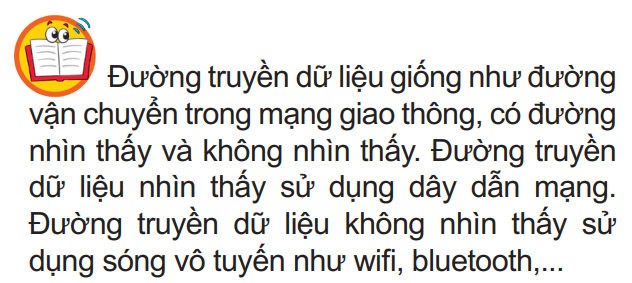 Đường truyền dữ liệu giống như đường
vận chuyển trong mạng giao thông, có đường
nhìn thấy và không nhìn thấy. Đường truyền
dữ liệu nhìn thấy sử dụng dây dẫn mạng.
Đường truyền dữ liệu không nhìn thấy sử
dụng sóng vô tuyến như wifi, bluetooth,...